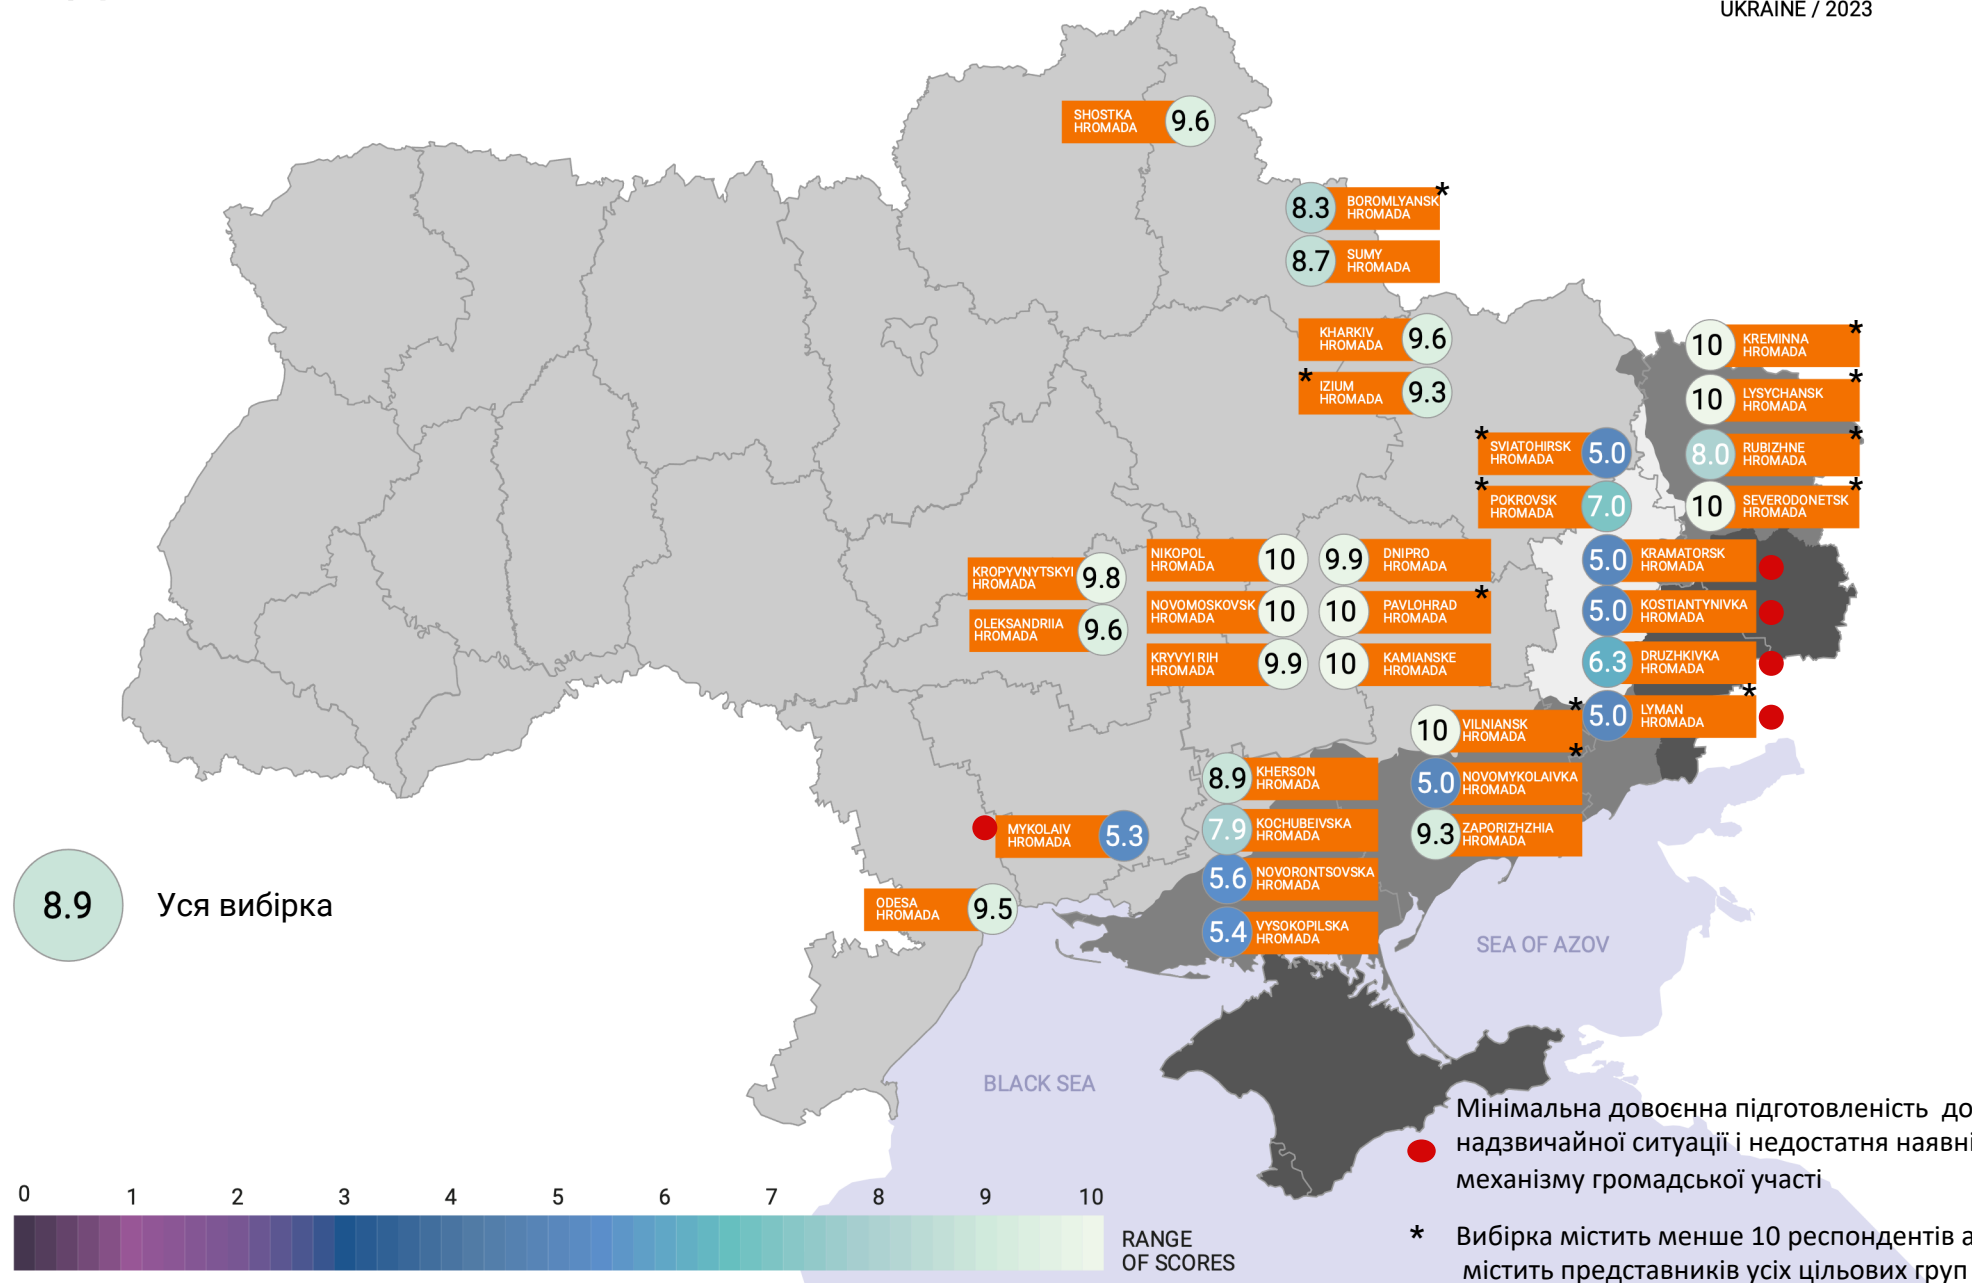 UKRAINE / 2023
SHOSTKA
HROMADA
9.6
8.3
BOROMLYANSK
HROMADA
*
8.7
SUMY
HROMADA
KHARKIV
HROMADA
9.6
*
IZIUM
HROMADA
9.3
10
KREMINNA
HROMADA
*
10
LYSYCHANSK
HROMADA
*
*
SVIATOHIRSK
HROMADA
5.0
8.0
RUBIZHNE
HROMADA
*
*
POKROVSK
HROMADA
7.0
10
SEVERODONETSK
HROMADA
*
KROPYVNYTSKYI
HROMADA
9.8
OLEKSANDRIIA
HROMADA
9.6
NIKOPOL
HROMADA
10
9.9
DNIPRO
HROMADA
NOVOMOSKOVSK
HROMADA
10
10
PAVLOHRAD
HROMADA
*
KRYVYI RIH
HROMADA
9.9
10
KAMIANSKE
HROMADA
5.0
KRAMATORSK
HROMADA
5.0
KOSTIANTYNIVKA
HROMADA
6.3
DRUZHKIVKA
HROMADA
5.0
LYMAN
HROMADA
*
10
VILNIANSK
HROMADA
*
5.0
NOVOMYKOLAIVKA
HROMADA
*
9.3
ZAPORIZHZHIA
HROMADA
8.9
KHERSON
HROMADA
7.9
KOCHUBEIVSKA
HROMADA
5.6
NOVORONTSOVSKA
HROMADA
5.4
VYSOKOPILSKA
HROMADA
MYKOLAIV
HROMADA
5.3
ODESA
HROMADA
9.5
8.9
Уся вибірка
SEA OF AZOV
BLACK SEA
Мінімальна довоєнна підготовленість до
надзвичайної ситуації і недостатня наявні
механізму громадської участі
* Вибірка містить менше 10 респондентів а
містить представників усіх цільових груп
0 1 2 3 4 5 6 7 8 9 10
RANGE
OF SCORES